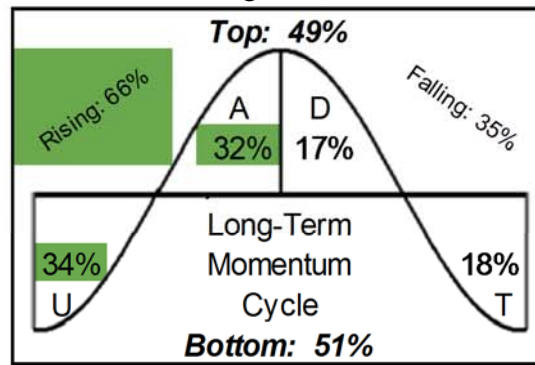 Top: 49%
Rising: 66%
Falling: 35%
A
D
32%
17%
Long-Term
34%
Momentum
18%
U
Cycle
T
Bottom: 51%